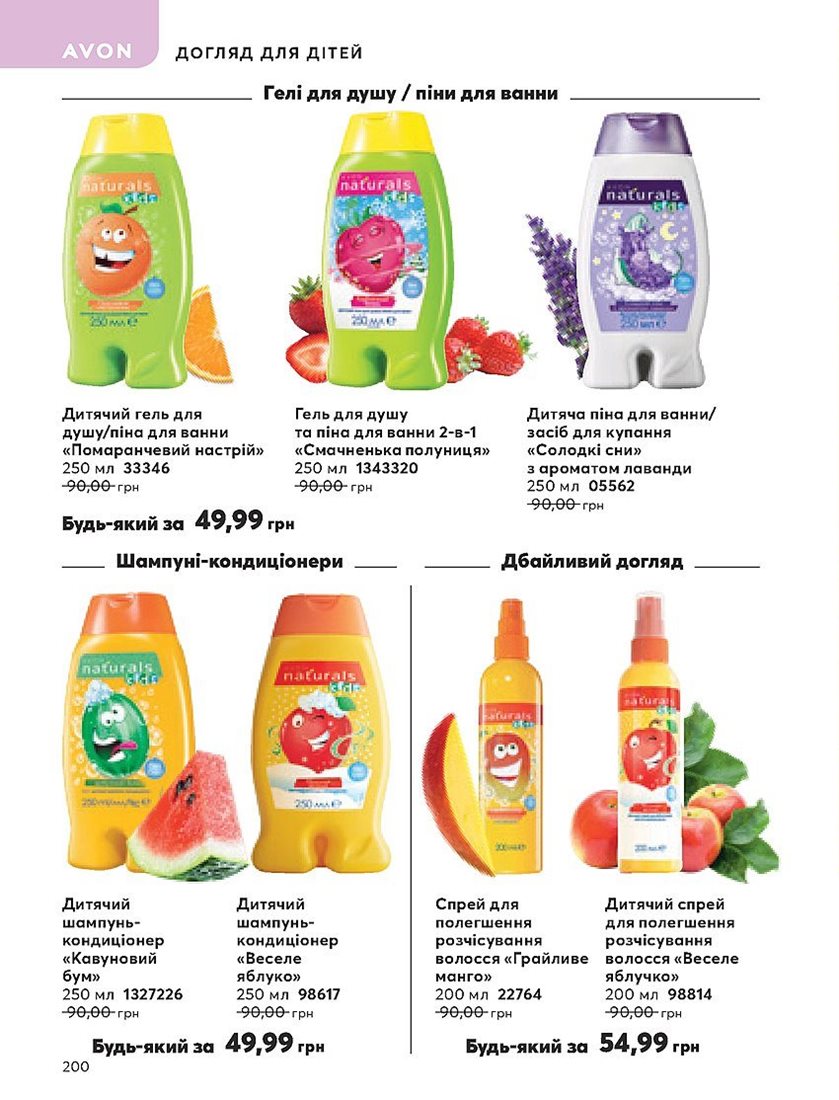 AVON
ДОГЛЯД ДЛЯ ДІТЕЙ
Гелі для душу / піни для ванни
naturals
kids
250 мл ℮
naturals
kids
250 мл ℮
naturals
kids
250 мл ℮
Дитячий гель для
душу/піна для ванни
«Помаранчевий настрій»
250 мл 33346
90,00 грн
Гель для душу
та піна для ванни 2-в-1
«Смачненька полуниця»
250 мл 1343320
90,00 грн
Дитяча піна для ванни/
засіб для купання
«Солодкі сни»
з ароматом лаванди
250 мл 05562
90,00 грн
Будь-який за 49,99 грн
Шампуні-кондиціонери
Дбайливий догляд
naturals
kids
naturals
kids
250 мл ℮
naturals
kids
200 мл ℮
naturals
kids
200 мл ℮
Дитячий
шампунь-
кондиціонер
«Кавуновий
бум»
250 мл 1327226
90,00 грн
Дитячий
шампунь-
кондиціонер
«Веселе
яблуко»
250 мл 98617
90,00 грн
Спрей для
полегшення
розчісування
волосся «Грайливе
манго»
200 мл 22764
90,00 грн
Дитячий спрей
для полегшення
розчісування
волосся «Веселе
яблучко»
200 мл 98814
90,00 грн
Будь-який за 49,99 грн
Будь-який за 54,99 грн
200